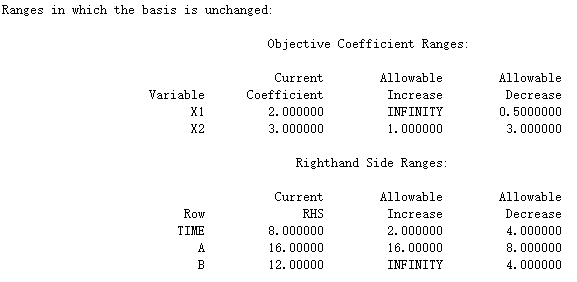 Ranges in which the basis is unchanged:
Objective Coefficient Ranges:
Current Allowable Allowable
Variable Coefficient Increase Decrease
X1 2.000000 INFINITY 0.5000000
X2 3.000000 1.000000 3.000000
Righthand Side Ranges:
Current Allowable Allowable
Row RHS Increase Decrease
TIME 8.000000 2.000000 4.000000
A 16.00000 16.00000 8.000000
B 12.00000 INFINITY 4.000000